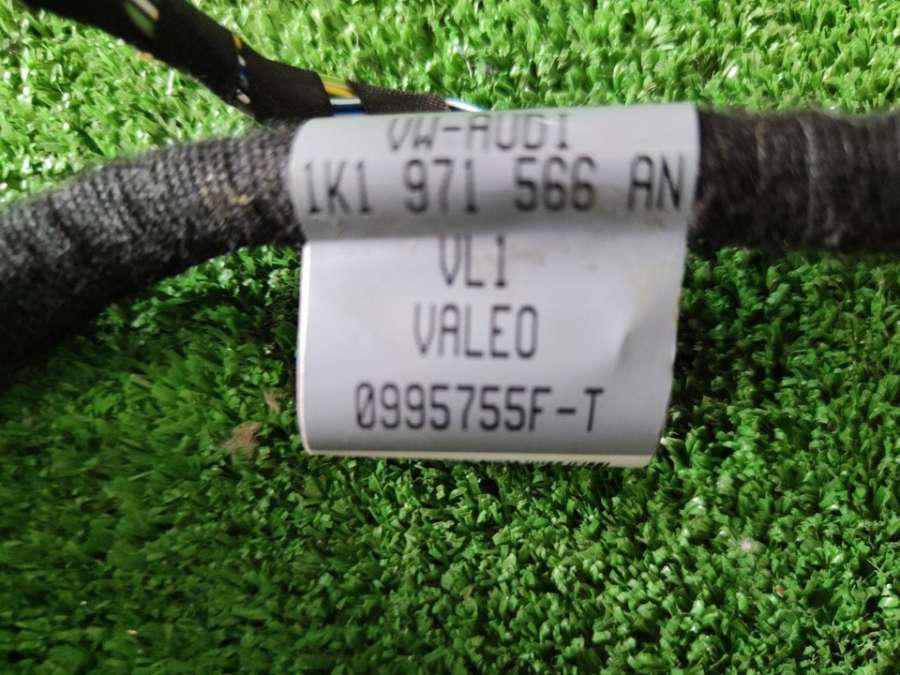 VW-AUDI
1K1 971 566 AN
VL1
VALEO
0995755F-T